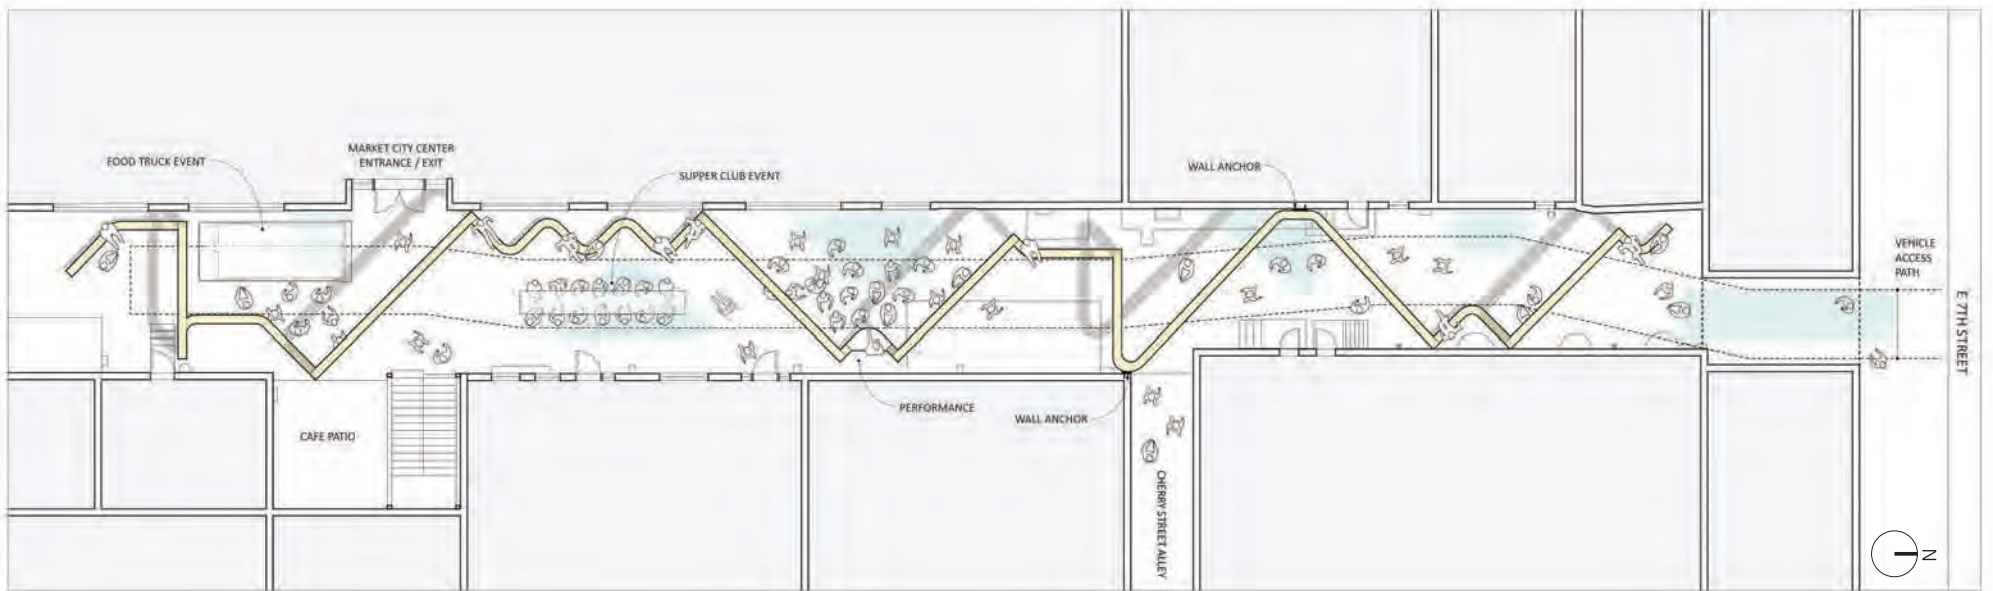 FOOD TRUCK EVENT
MARKET CITY CENTER
ENTRANCE / EXIT
SUPPER CLUB EVENT
WALL ANCHOR
VEHICLE
ACCESS
PATH
E 7TH STREET
PERFORMANCE
WALL ANCHOR
CAFE PATIO
CHERRY STREET ALLEY
N